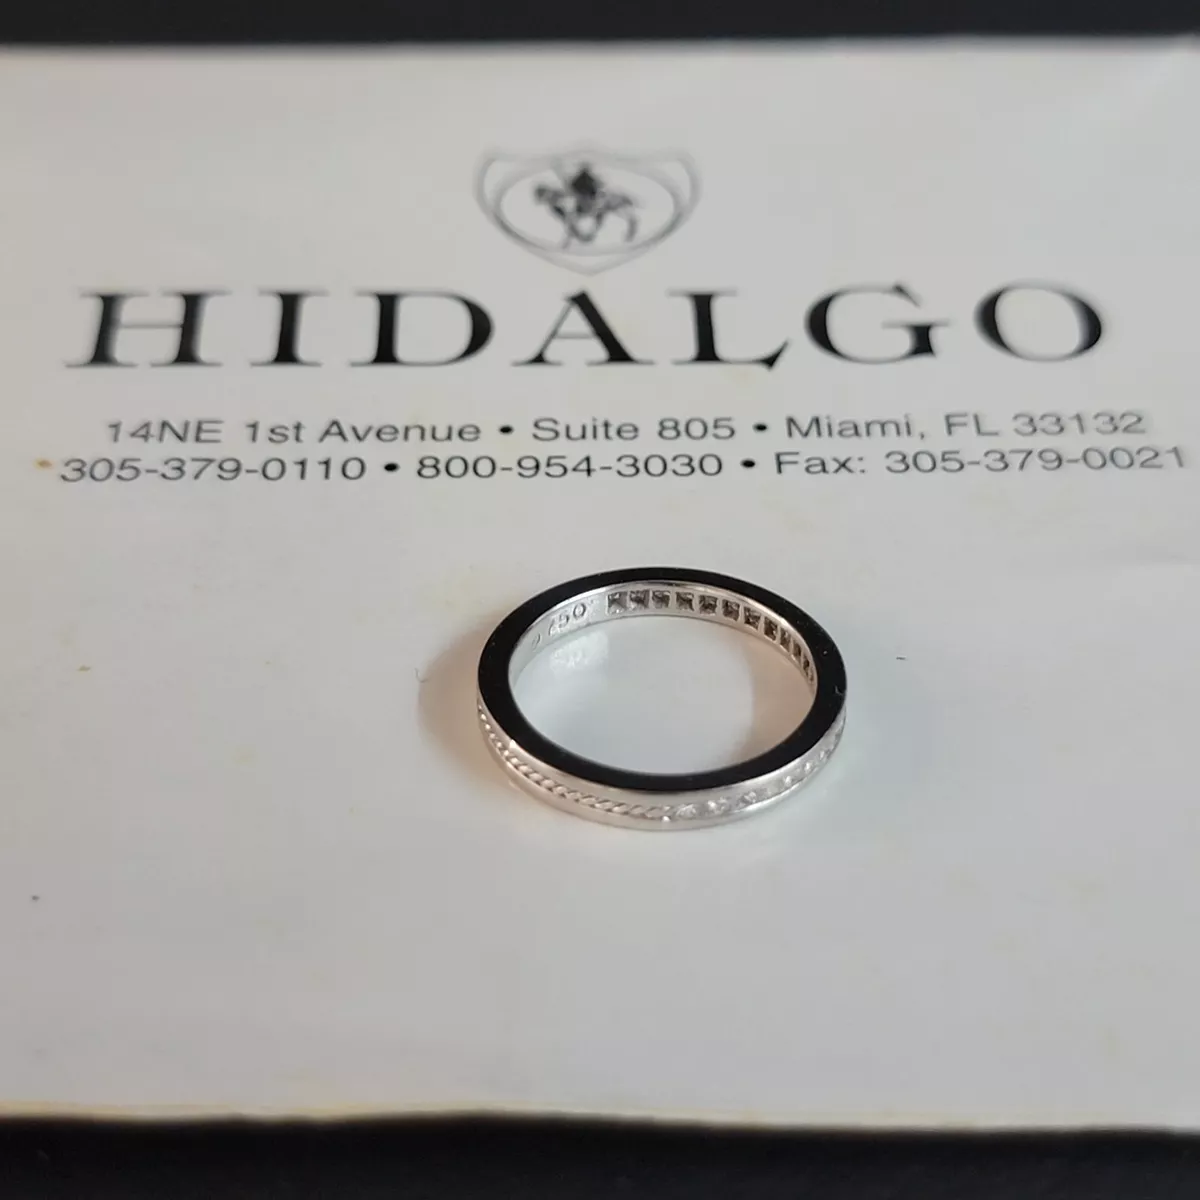 HIDALGO
14NE 1st Avenue • Suite 805 • Miami, FL 33132
305-379-0110 • 800-954-3030 • Fax: 305-379-0021
750